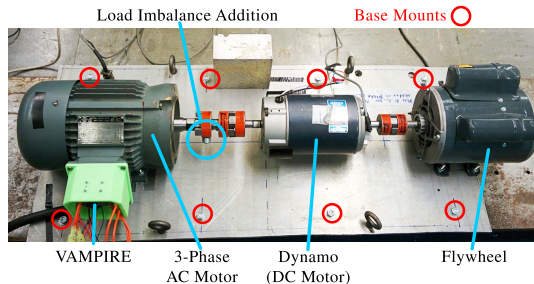 Load Imbalance Addition
Base Mounts
VAMPIRE
3-Phase
AC Motor
Dynamo
(DC Motor)
Flywheel